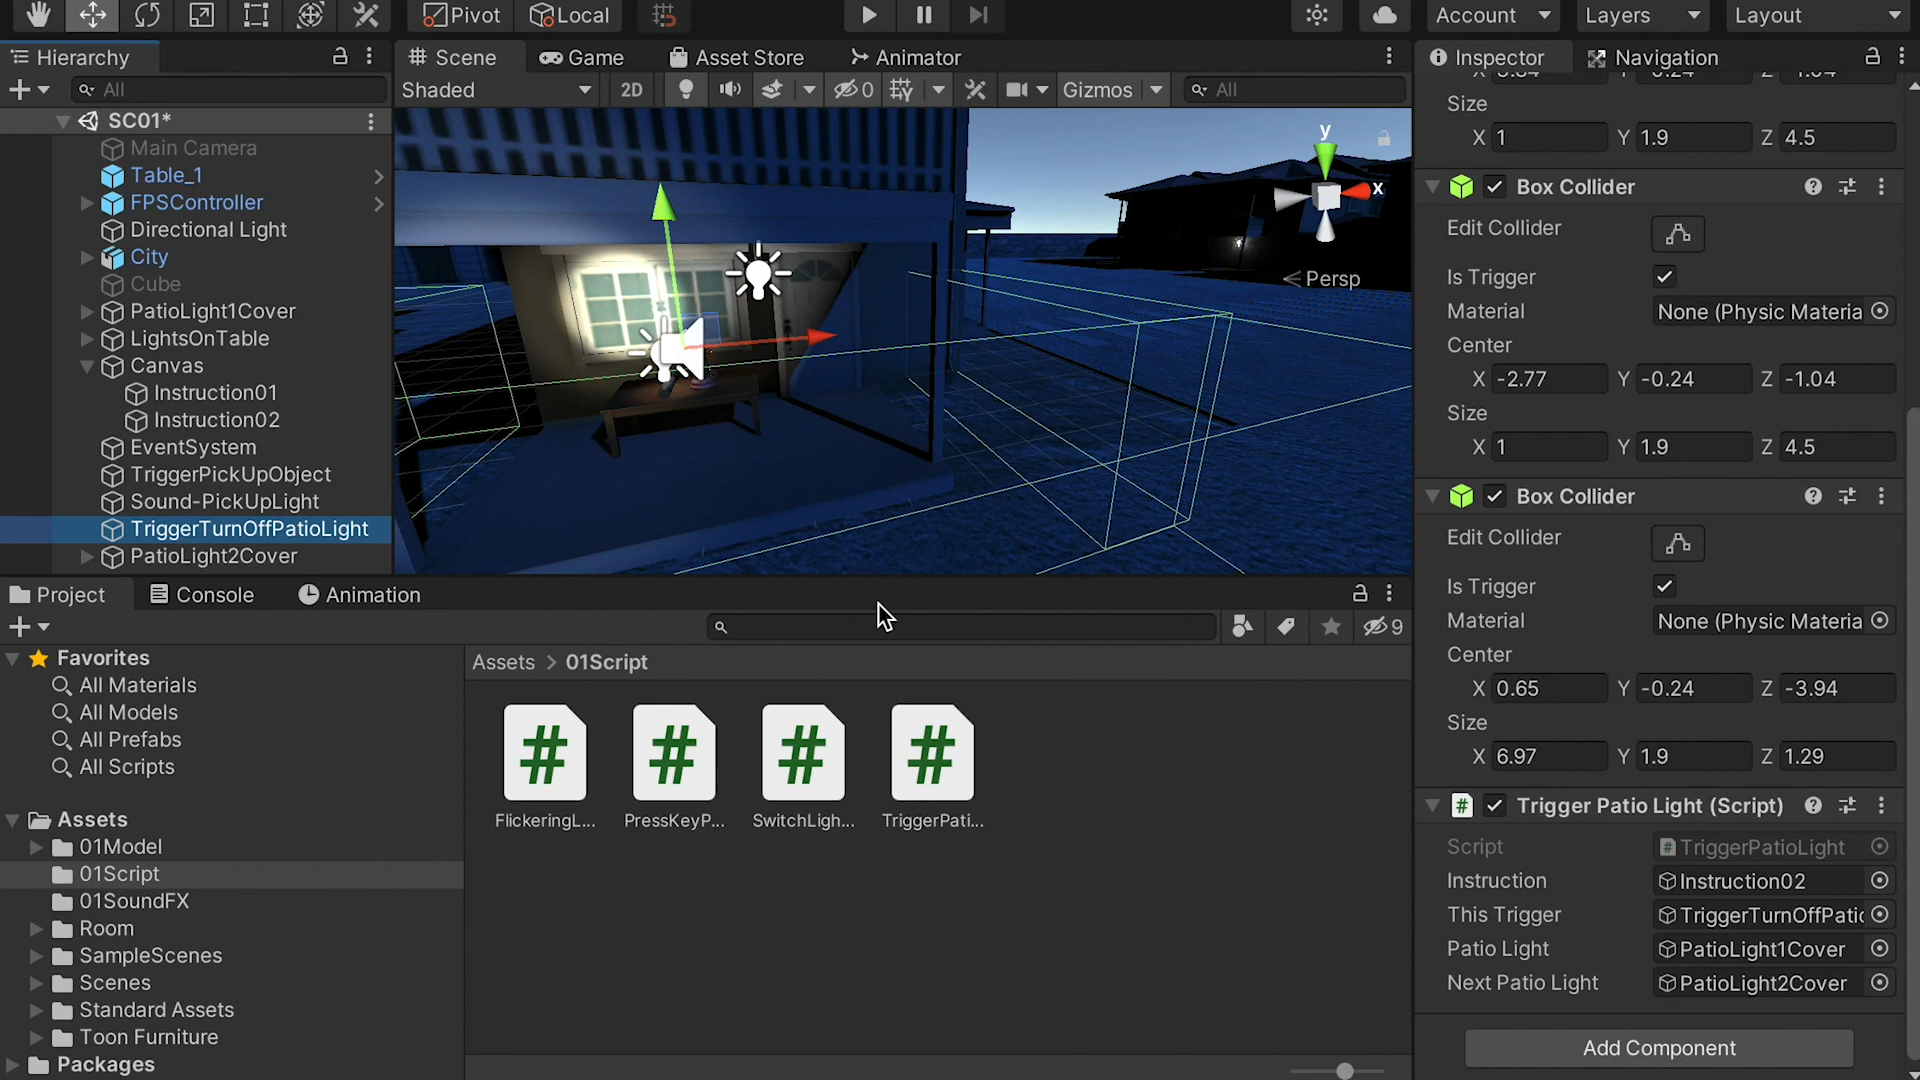 Pivot Local Account Layers Layout
Hierarchy Scene Game Asset Store Animator Inspector Navigation
All Shaded 2D 0 Gizmos All
SC01*
Main Camera
Table_1
FPSController
Directional Light
City
Cube
PatioLight1Cover
LightsOnTable
Canvas
Instruction01
Instruction02
EventSystem
TriggerPickUpObject
Sound-PickUpLight
TriggerTurnOffPatioLight
PatioLight2Cover
y
x
Persp
Size
X 1 Y 1.9 Z 4.5
Box Collider
Edit Collider
Is Trigger
Material None (Physic Materia
Center
X -2.77 Y -0.24 Z -1.04
Size
X 1 Y 1.9 Z 4.5
Box Collider
Edit Collider
Is Trigger
Material None (Physic Materia
Center
X 0.65 Y -0.24 Z -3.94
Size
X 6.97 Y 1.9 Z 1.29
# Trigger Patio Light (Script)
Script # TriggerPatioLight
Instruction Instruction02
This Trigger TriggerTurnOffPatio
Patio Light PatioLight1Cover
Next Patio Light PatioLight2Cover
Add Component
Project Console Animation
9
Favorites
All Materials
All Models
All Prefabs
All Scripts
Assets
01Model
01Script
01SoundFX
Room
SampleScenes
Scenes
Standard Assets
Toon Furniture
Packages
Assets > 01Script
# # # #
FlickeringL... PressKeyP... SwitchLigh... TriggerPati...